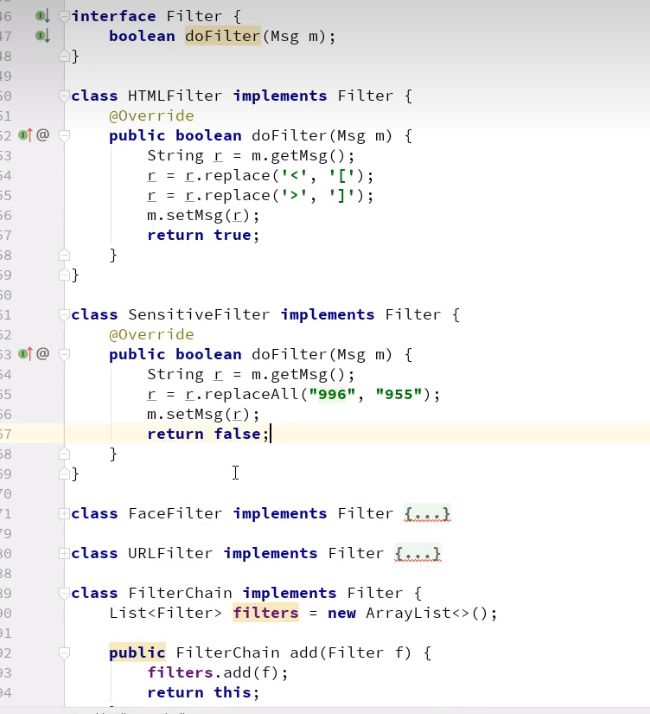 46 interface Filter {
47 boolean doFilter(Msg m);
48 }
49
50 class HTMLFilter implements Filter {
51 @Override
52 @ public boolean doFilter(Msg m) {
53 String r = m.getMsg();
54 r = r.replace('<', '[');
55 r = r.replace('>', ']');
56 m.setMsg(r);
57 return true;
58 }
59 }
60
61 class SensitiveFilter implements Filter {
62 @Override
63 @ public boolean doFilter(Msg m) {
64 String r = m.getMsg();
65 r = r.replaceAll("996", "955");
66 m.setMsg(r);
67 return false;
68 }
69 }
70
71 class FaceFilter implements Filter {...}
79
80 class URLFilter implements Filter {...}
88
89 class FilterChain implements Filter {
90 List<Filter> filters = new ArrayList<>();
91
92 public FilterChain add(Filter f) {
93 filters.add(f);
94 return this;